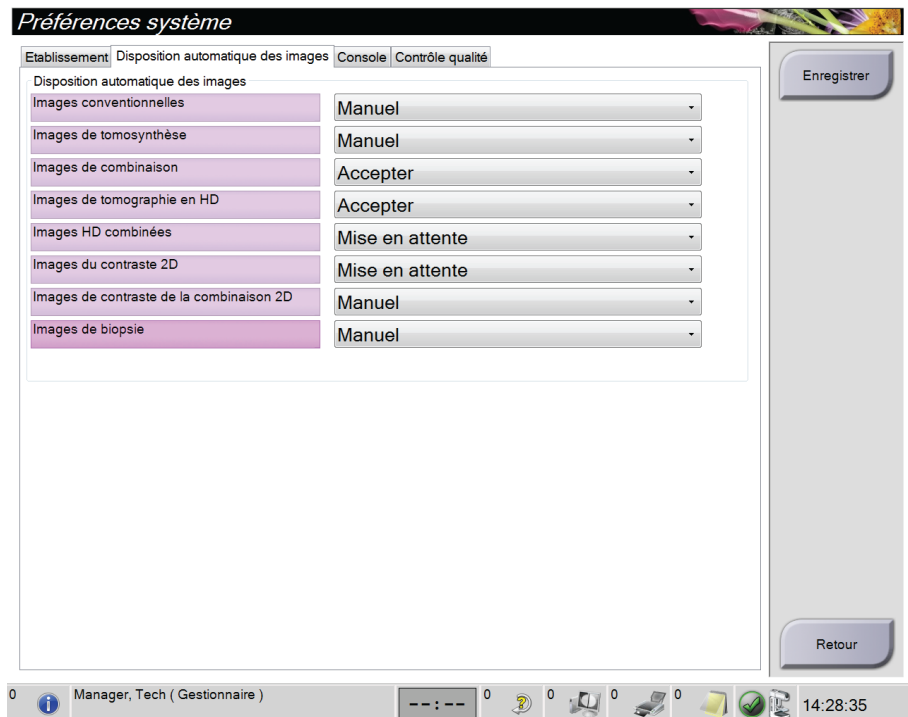 Préférences système
Etablissement Disposition automatique des images Console Contrôle qualité
Enregistrer
Disposition automatique des images
Images conventionnelles Manuel
Images de tomosynthèse Manuel
Images de combinaison Accepter
Images de tomographie en HD Accepter
Images HD combinées Mise en attente
Images du contraste 2D Mise en attente
Images de contraste de la combinaison 2D Manuel
Images de biopsie Manuel
Retour
0 Manager, Tech ( Gestionnaire ) --:-- 0 0 0 0 14:28:35